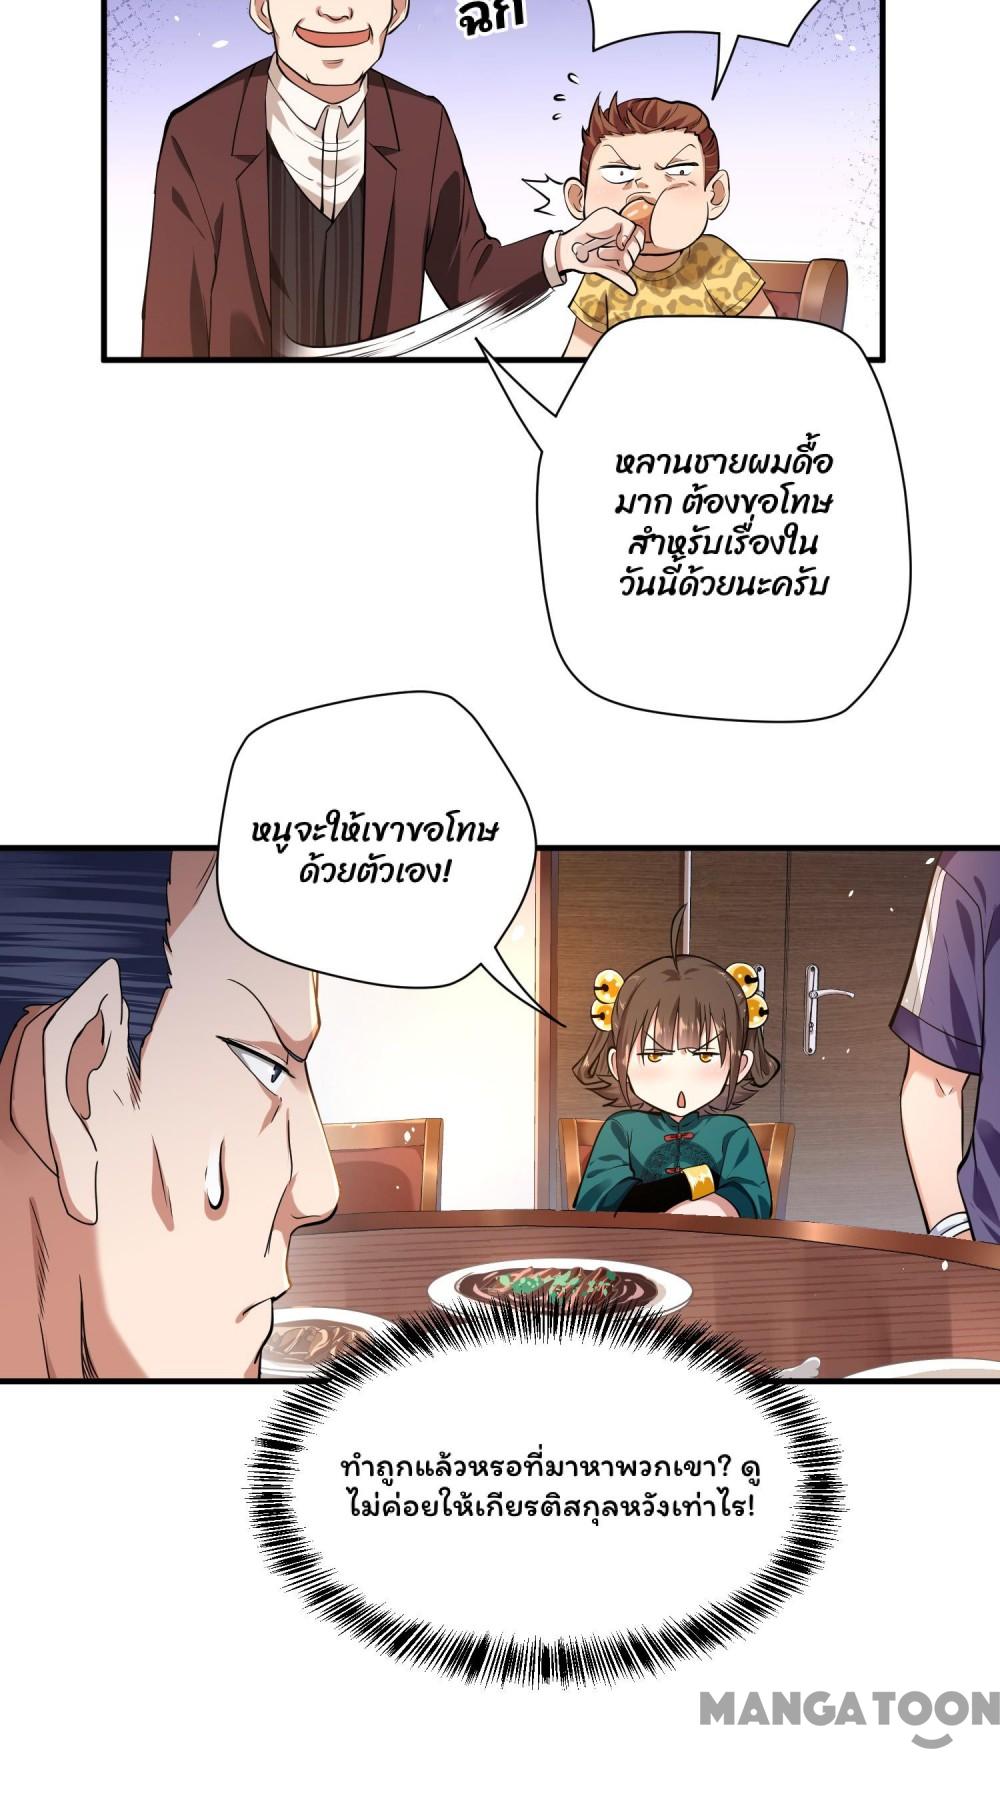 ฉึก
หลานชายผมดื้อ
มาก ต้องขอโทษ
สำหรับเรื่องใน
วันนี้ด้วยนะครับ
หนูจะให้เขาขอโทษ
ด้วยตัวเอง!
ทำถูกแล้วหรอที่มาหาพวกเขา? ดู
ไม่ค่อยให้เกียรติสกุลหวังเท่าไร!
MANGATOON